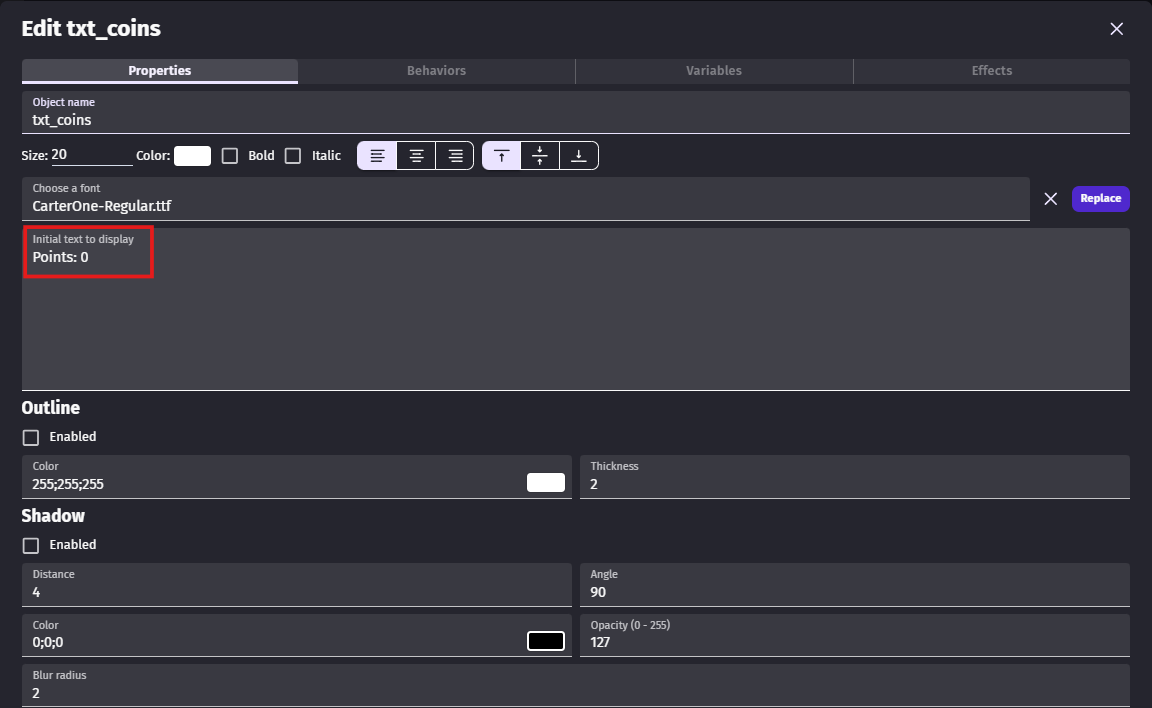 Edit txt_coins
Properties Behaviors Variables Effects
Object name
txt_coins
Size: 20 Color: Bold Italic
Choose a font
CarterOne-Regular.ttf
Replace
Initial text to display
Points: 0
Outline
Enabled
Color
255;255;255
Thickness
2
Shadow
Enabled
Distance
4
Angle
90
Color
0;0;0
Opacity (0 - 255)
127
Blur radius
2